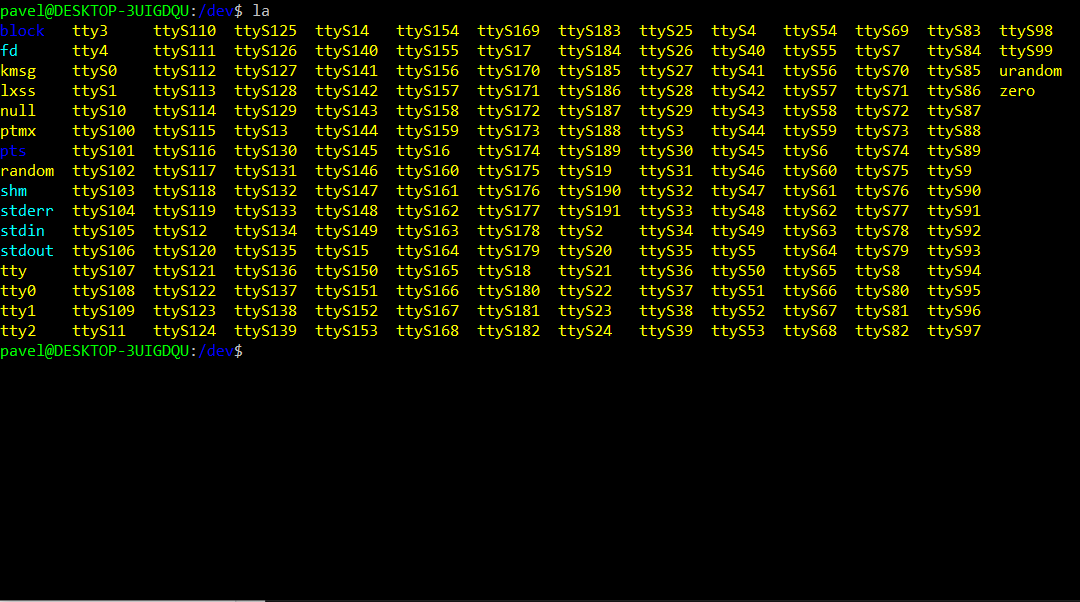 pavel@DESKTOP-3UIGDQU:/dev$ la
block tty3 ttyS110 ttyS125 ttyS14 ttyS154 ttyS169 ttyS183 ttyS25 ttyS4 ttyS54 ttyS69 ttyS83 ttyS98
fd tty4 ttyS111 ttyS126 ttyS140 ttyS155 ttyS17 ttyS184 ttyS26 ttyS40 ttyS55 ttyS7 ttyS84 ttyS99
kmsg ttyS0 ttyS112 ttyS127 ttyS141 ttyS156 ttyS170 ttyS185 ttyS27 ttyS41 ttyS56 ttyS70 ttyS85 urandom
lxss ttyS1 ttyS113 ttyS128 ttyS142 ttyS157 ttyS171 ttyS186 ttyS28 ttyS42 ttyS57 ttyS71 ttyS86 zero
null ttyS10 ttyS114 ttyS129 ttyS143 ttyS158 ttyS172 ttyS187 ttyS29 ttyS43 ttyS58 ttyS72 ttyS87
ptmx ttyS100 ttyS115 ttyS13 ttyS144 ttyS159 ttyS173 ttyS188 ttyS3 ttyS44 ttyS59 ttyS73 ttyS88
pts ttyS101 ttyS116 ttyS130 ttyS145 ttyS16 ttyS174 ttyS189 ttyS30 ttyS45 ttyS6 ttyS74 ttyS89
random ttyS102 ttyS117 ttyS131 ttyS146 ttyS160 ttyS175 ttyS19 ttyS31 ttyS46 ttyS60 ttyS75 ttyS9
shm ttyS103 ttyS118 ttyS132 ttyS147 ttyS161 ttyS176 ttyS190 ttyS32 ttyS47 ttyS61 ttyS76 ttyS90
stderr ttyS104 ttyS119 ttyS133 ttyS148 ttyS162 ttyS177 ttyS191 ttyS33 ttyS48 ttyS62 ttyS77 ttyS91
stdin ttyS105 ttyS12 ttyS134 ttyS149 ttyS163 ttyS178 ttyS2 ttyS34 ttyS49 ttyS63 ttyS78 ttyS92
stdout ttyS106 ttyS120 ttyS135 ttyS15 ttyS164 ttyS179 ttyS20 ttyS35 ttyS5 ttyS64 ttyS79 ttyS93
tty ttyS107 ttyS121 ttyS136 ttyS150 ttyS165 ttyS18 ttyS21 ttyS36 ttyS50 ttyS65 ttyS8 ttyS94
tty0 ttyS108 ttyS122 ttyS137 ttyS151 ttyS166 ttyS180 ttyS22 ttyS37 ttyS51 ttyS66 ttyS80 ttyS95
tty1 ttyS109 ttyS123 ttyS138 ttyS152 ttyS167 ttyS181 ttyS23 ttyS38 ttyS52 ttyS67 ttyS81 ttyS96
tty2 ttyS11 ttyS124 ttyS139 ttyS153 ttyS168 ttyS182 ttyS24 ttyS39 ttyS53 ttyS68 ttyS82 ttyS97
pavel@DESKTOP-3UIGDQU:/dev$